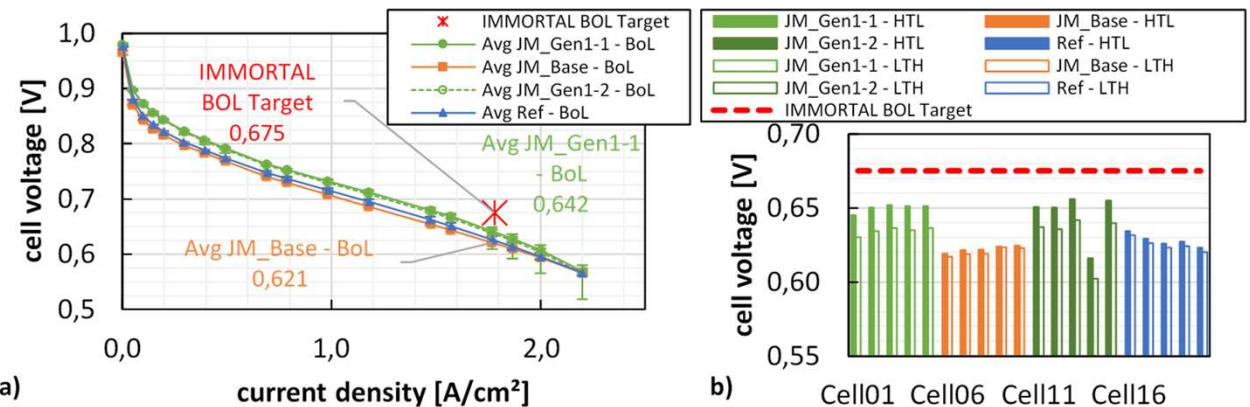 IMMORTAL BOL Target
Avg JM_Gen1-1 - BoL
Avg JM_Base - BoL
Avg JM_Gen1-2 - BoL
Avg Ref - BoL
1,0
0,9
0,8
0,7
0,6
0,5
cell voltage [V]
IMMORTAL
BOL Target
0,675
Avg JM_Gen1-1
- BoL
0,642
Avg JM_Base - BoL
0,621
0,0
1,0
2,0
a)
current density [A/cm²]
JM_Gen1-1 - HTL
JM_Base - HTL
JM_Gen1-2 - HTL
Ref - HTL
JM_Gen1-1 - LTH
JM_Base - LTH
JM_Gen1-2 - LTH
Ref - LTH
IMMORTAL BOL Target
0,70
0,65
0,60
0,55
cell voltage [V]
b)
Cell01 Cell06 Cell11 Cell16